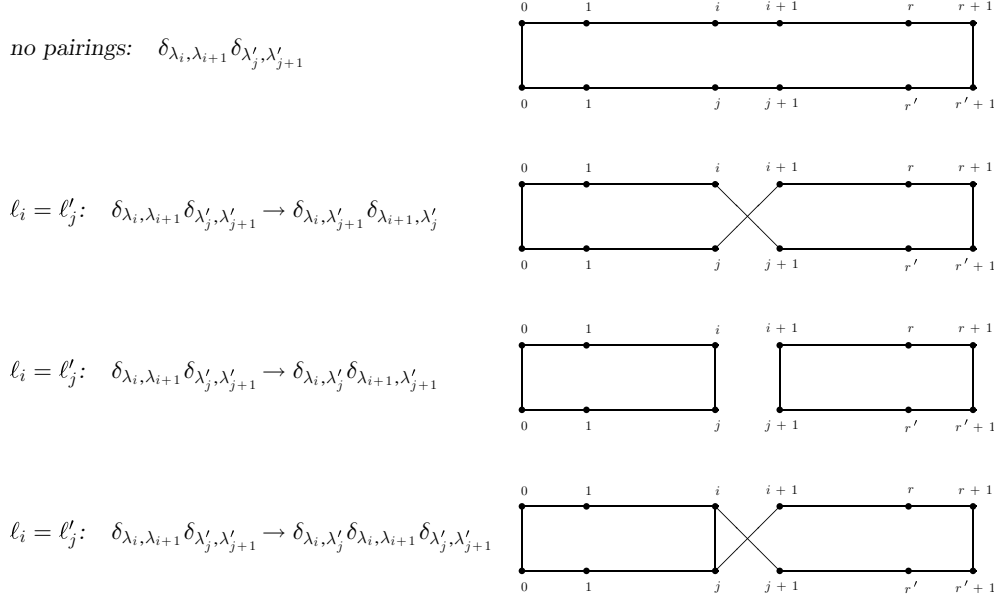 0 1 i i + 1 r r + 1
no pairings: δ_{λ_i,λ_{i+1}} δ_{λ′_j,λ′_{j+1}}
0 1 j j + 1 r′ r′ + 1
0 1 i i + 1 r r + 1
ℓ_i = ℓ′_j: δ_{λ_i,λ_{i+1}} δ_{λ′_j,λ′_{j+1}} → δ_{λ_i,λ′_{j+1}} δ_{λ_{i+1},λ′_j}
0 1 j j + 1 r′ r′ + 1
0 1 i i + 1 r r + 1
ℓ_i = ℓ′_j: δ_{λ_i,λ_{i+1}} δ_{λ′_j,λ′_{j+1}} → δ_{λ_i,λ′_j} δ_{λ_{i+1},λ′_{j+1}}
0 1 j j + 1 r′ r′ + 1
0 1 i i + 1 r r + 1
ℓ_i = ℓ′_j: δ_{λ_i,λ_{i+1}} δ_{λ′_j,λ′_{j+1}} → δ_{λ_i,λ′_j} δ_{λ_i,λ_{i+1}} δ_{λ′_j,λ′_{j+1}}
0 1 j j + 1 r′ r′ + 1